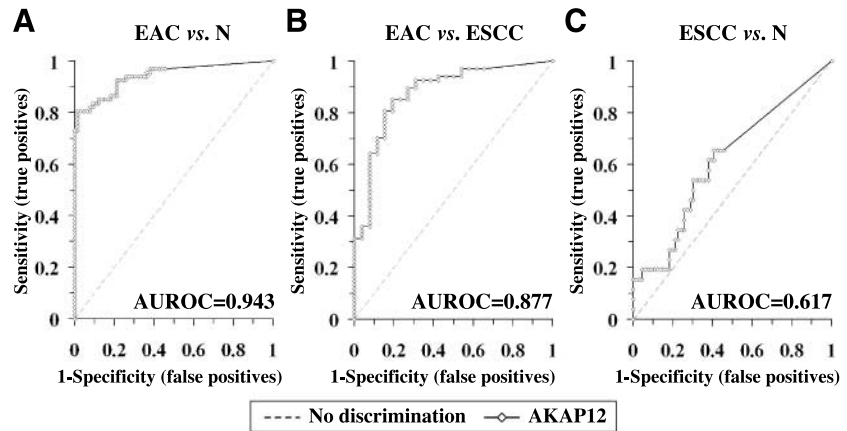 A
EAC vs. N
Sensitivity (true positives)
1
0.8
0.6
0.4
0.2
0
AUROC=0.943
0 0.2 0.4 0.6 0.8 1
1-Specificity (false positives)
B
EAC vs. ESCC
Sensitivity (true positives)
1
0.8
0.6
0.4
0.2
0
AUROC=0.877
0 0.2 0.4 0.6 0.8 1
1-Specificity (false positives)
C
ESCC vs. N
Sensitivity (true positives)
1
0.8
0.6
0.4
0.2
0
AUROC=0.617
0 0.2 0.4 0.6 0.8 1
1-Specificity (false positives)
No discrimination AKAP12